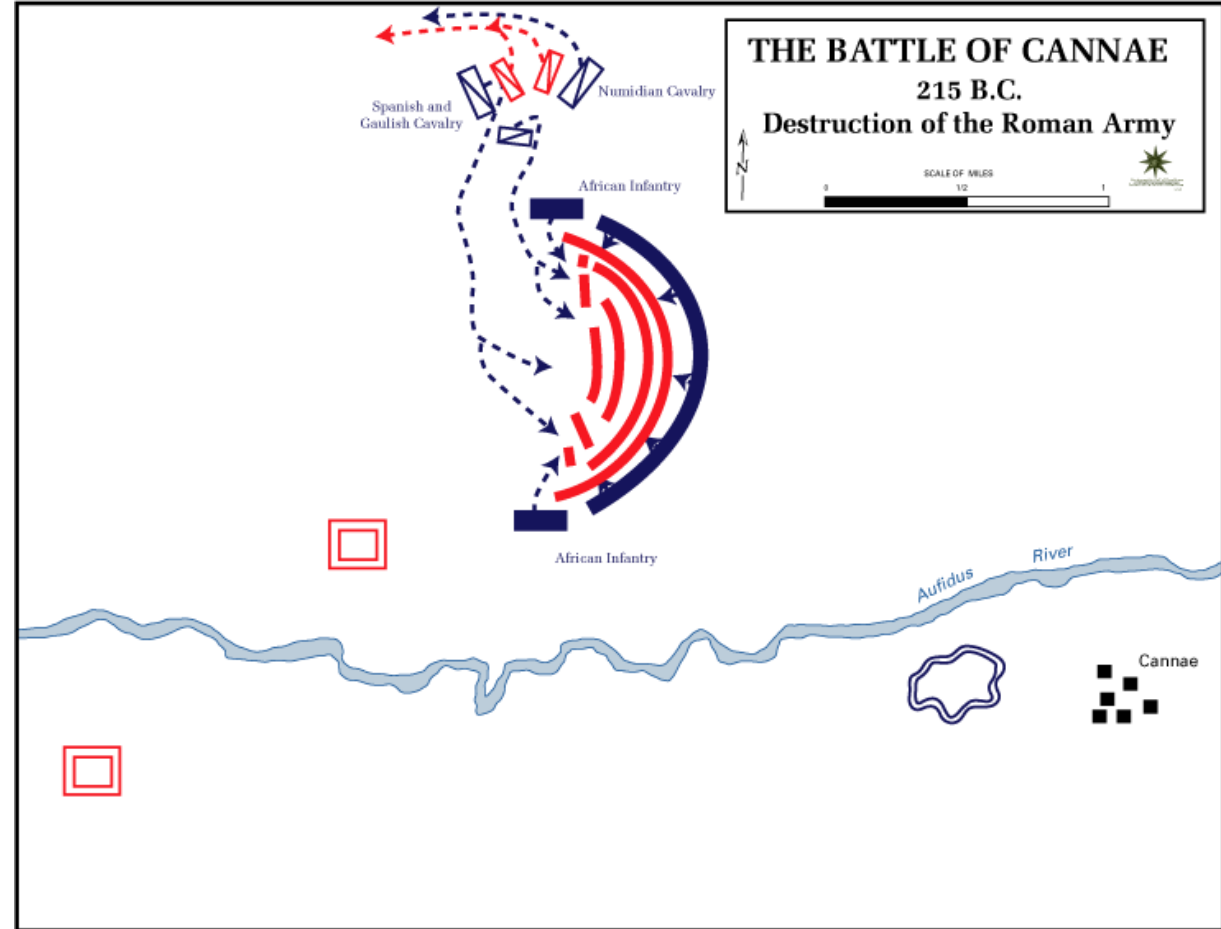 THE BATTLE OF CANNAE
215 B.C.
Destruction of the Roman Army
N
SCALE OF MILES
0 1/2 1
Numidian Cavalry
Spanish and
Gaulish Cavalry
African Infantry
African Infantry
Aufidus River
Cannae